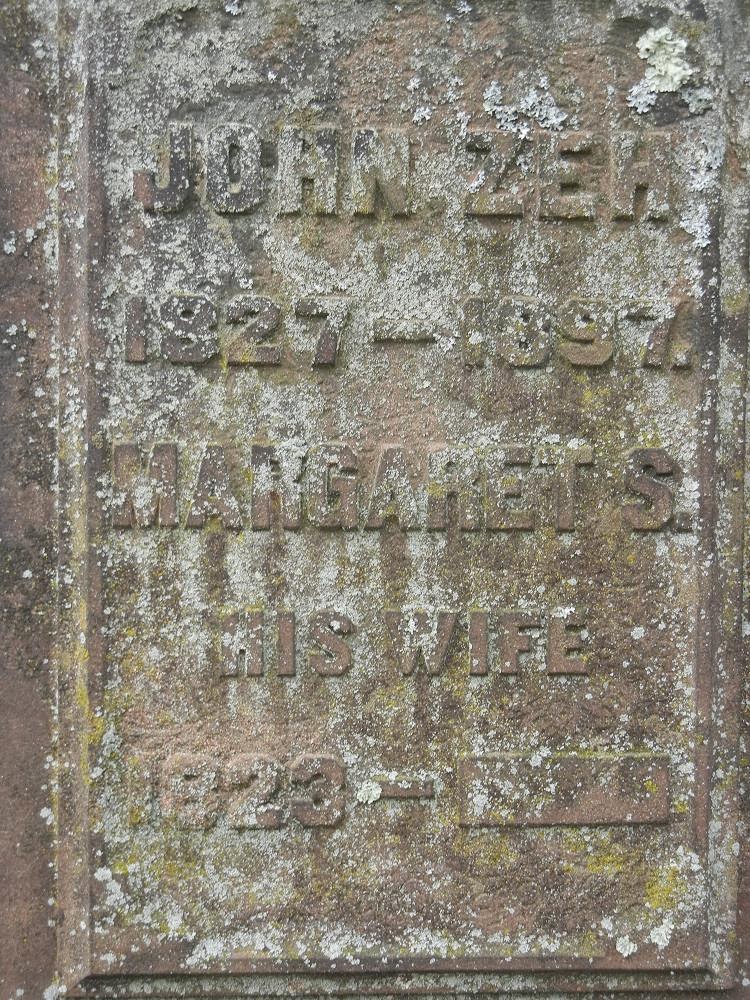 JOHN ZEH
1827 — 1897.
MARGARET S.
HIS WIFE
1823 —